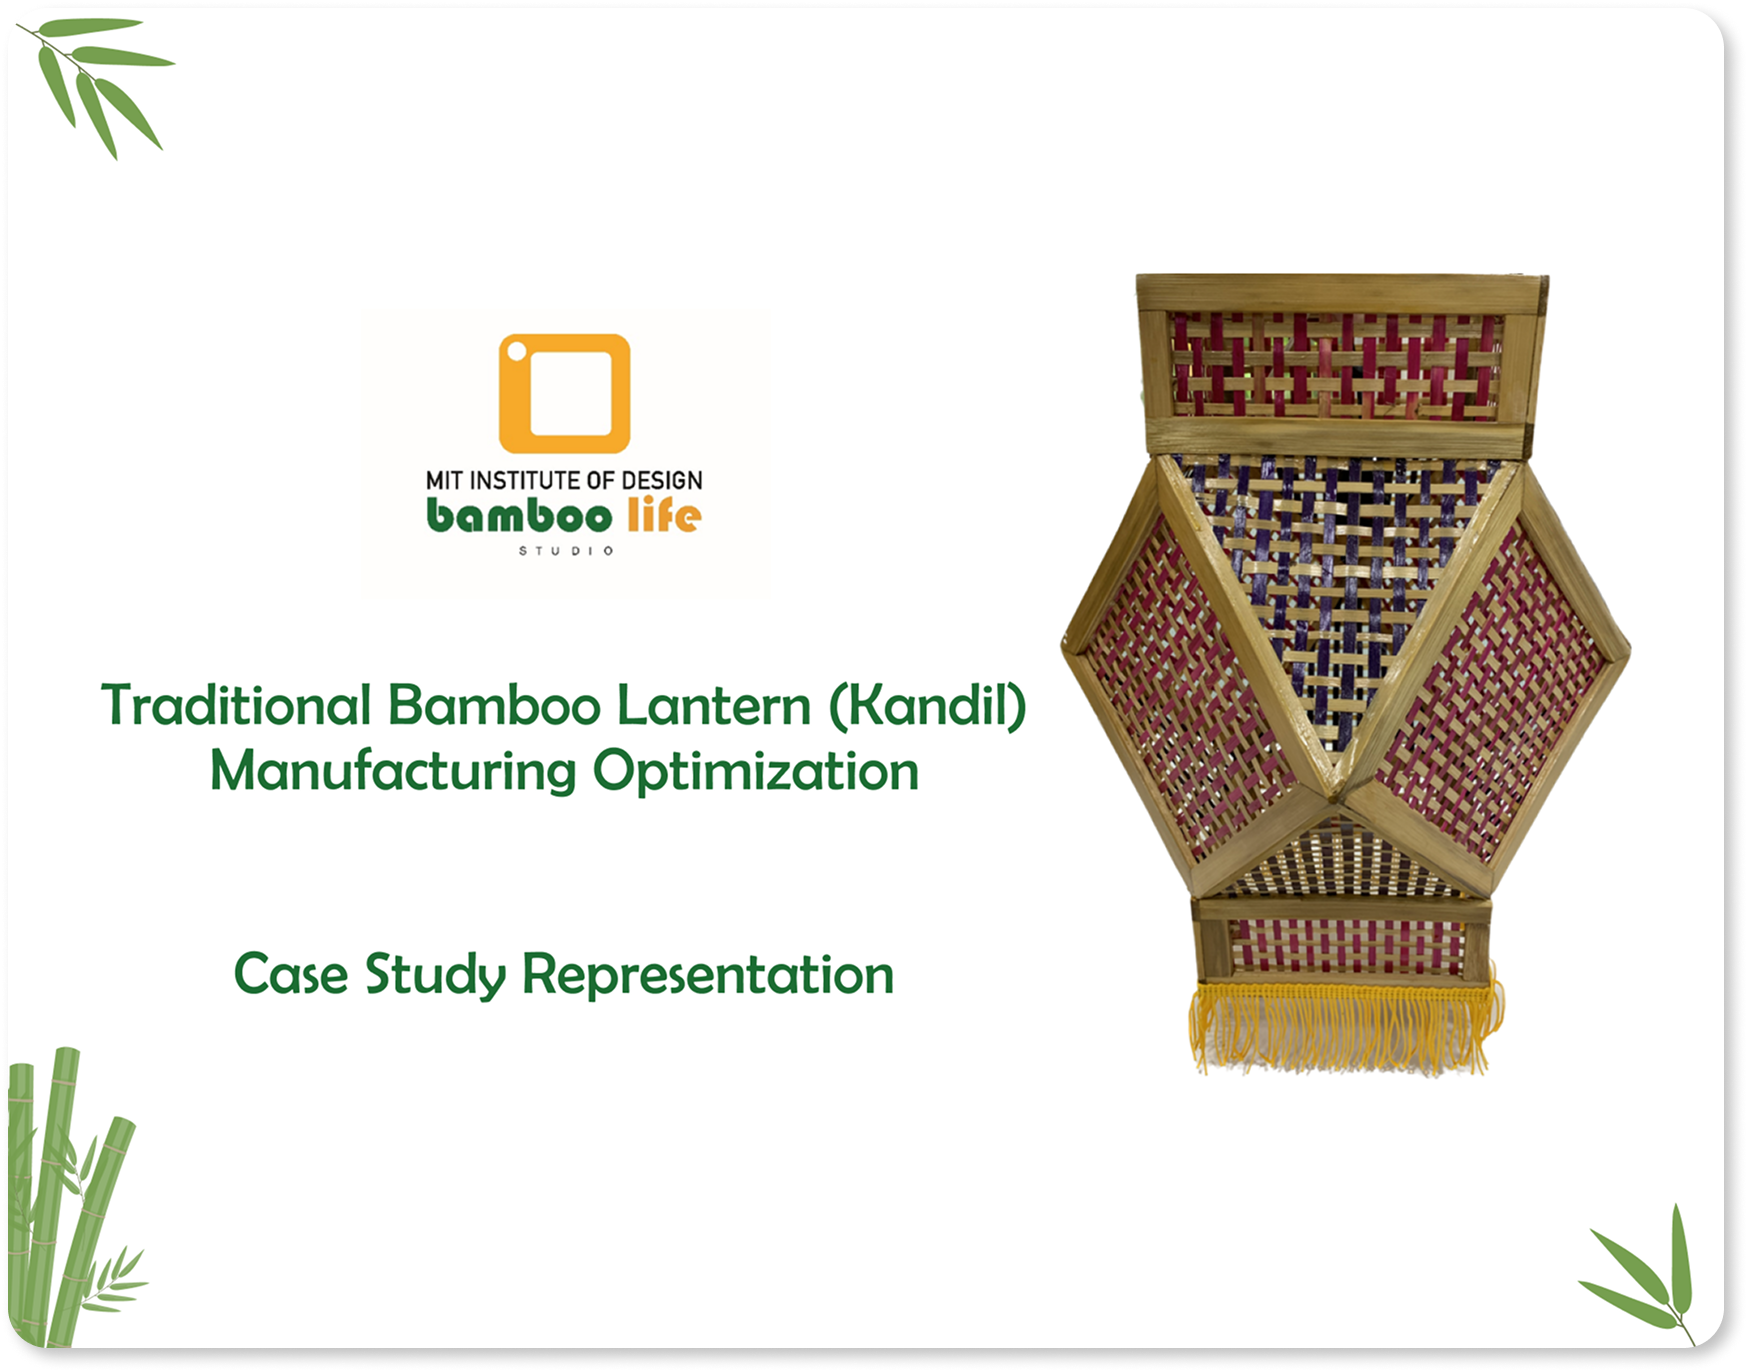 MIT INSTITUTE OF DESIGN
bamboo life
STUDIO
Traditional Bamboo Lantern (Kandil)
Manufacturing Optimization
Case Study Representation